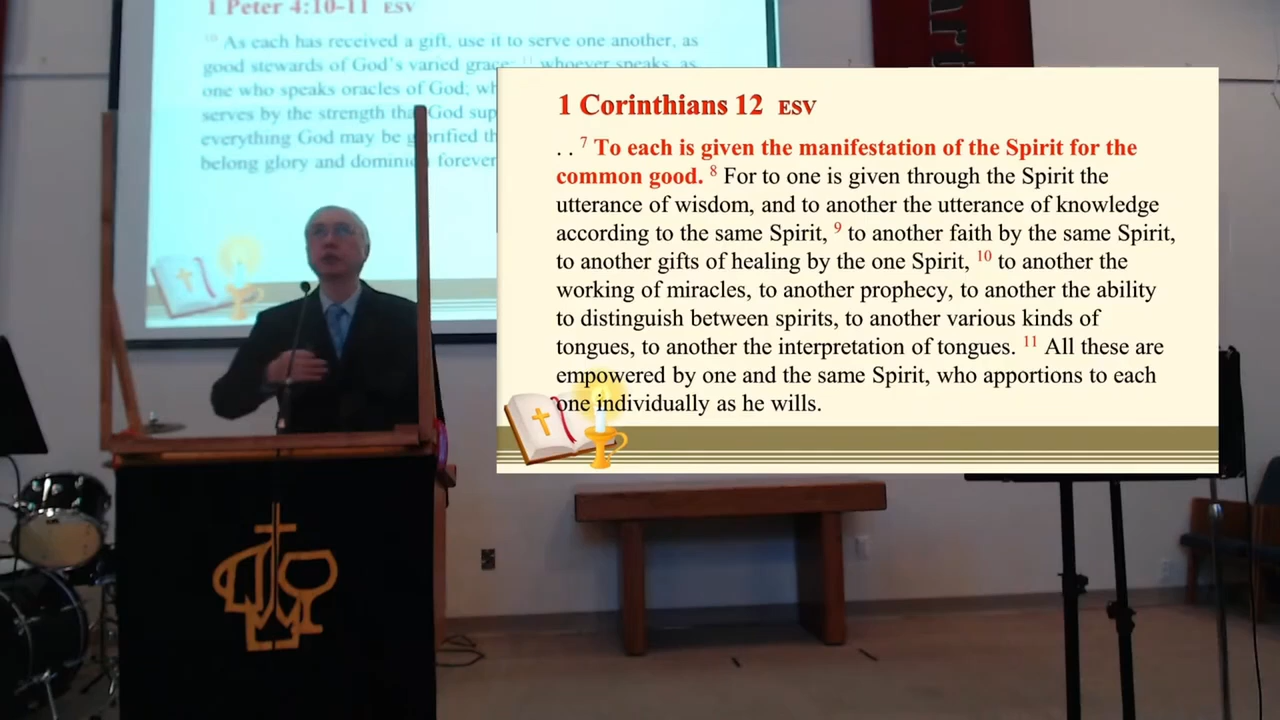 1 Peter 4:10-11 ESV
10 As each has received a gift, use it to serve one another, as
good stewards of God's varied grace: 11 whoever speaks, as
one who speaks oracles of God;
serves by the strength that God
everything God may be glorified
belong glory and dominion forever
1 Corinthians 12 ESV
. . 7 To each is given the manifestation of the Spirit for the
common good. 8 For to one is given through the Spirit the
utterance of wisdom, and to another the utterance of knowledge
according to the same Spirit, 9 to another faith by the same Spirit,
to another gifts of healing by the one Spirit, 10 to another the
working of miracles, to another prophecy, to another the ability
to distinguish between spirits, to another various kinds of
tongues, to another the interpretation of tongues. 11 All these are
empowered by one and the same Spirit, who apportions to each
one individually as he wills.